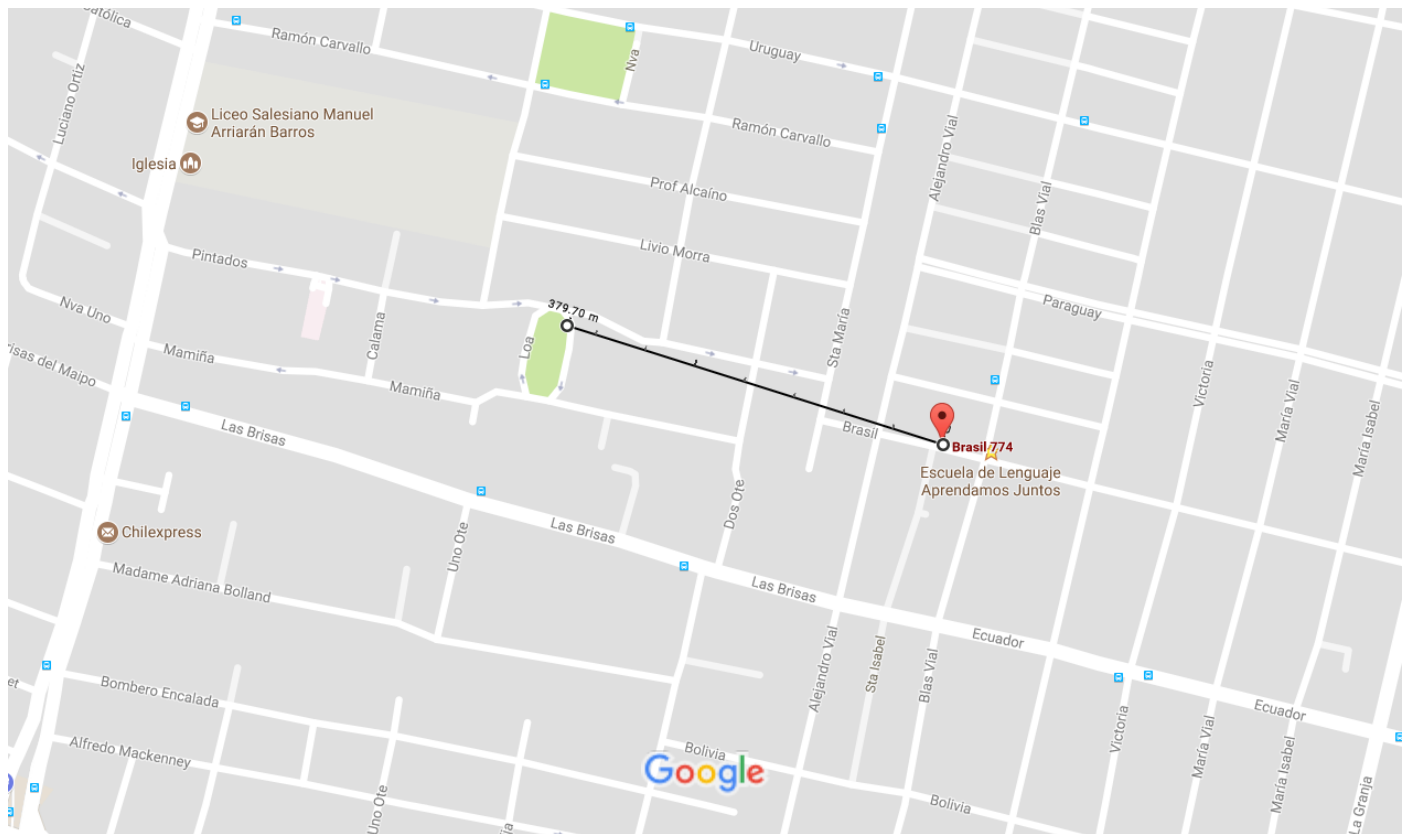 Católica
Ramón Carvallo
Nva
Uruguay
Luciano Ortiz
Liceo Salesiano Manuel
Arriarán Barros
Iglesia
Ramón Carvallo
Alejandro Vial
Prof Alcaíno
Blas Vial
Livio Morra
Pintados
Paraguay
Nva Uno
379.70 m
Calama
Loa
Sta María
Mamiña
Mamiña
Victoria
María Vial
María Isabel
risas del Maipo
Las Brisas
Brasil
Brasil 774
Escuela de Lenguaje
Aprendamos Juntos
Dos Ote
Uno Ote
Las Brisas
Chilexpress
Madame Adriana Bolland
Las Brisas
Ecuador
Alejandro Vial
Sta Isabel
Blas Vial
Bombero Encalada
Ecuador
Victoria
María Vial
María Isabel
Alfredo Mackenney
Bolivia
Google
Bolivia
Uno Ote
La Granja